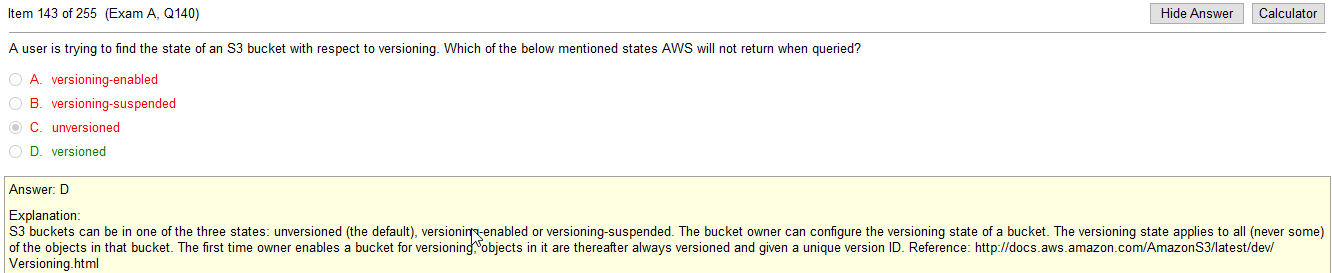 Item 143 of 255 (Exam A, Q140)
Hide Answer
Calculator
A user is trying to find the state of an S3 bucket with respect to versioning. Which of the below mentioned states AWS will not return when queried?
A. versioning-enabled
B. versioning-suspended
C. unversioned
D. versioned
Answer: D
Explanation:
S3 buckets can be in one of the three states: unversioned (the default), versioning-enabled or versioning-suspended. The bucket owner can configure the versioning state of a bucket. The versioning state applies to all (never some)
of the objects in that bucket. The first time owner enables a bucket for versioning, objects in it are thereafter always versioned and given a unique version ID. Reference: http://docs.aws.amazon.com/AmazonS3/latest/dev/
Versioning.html